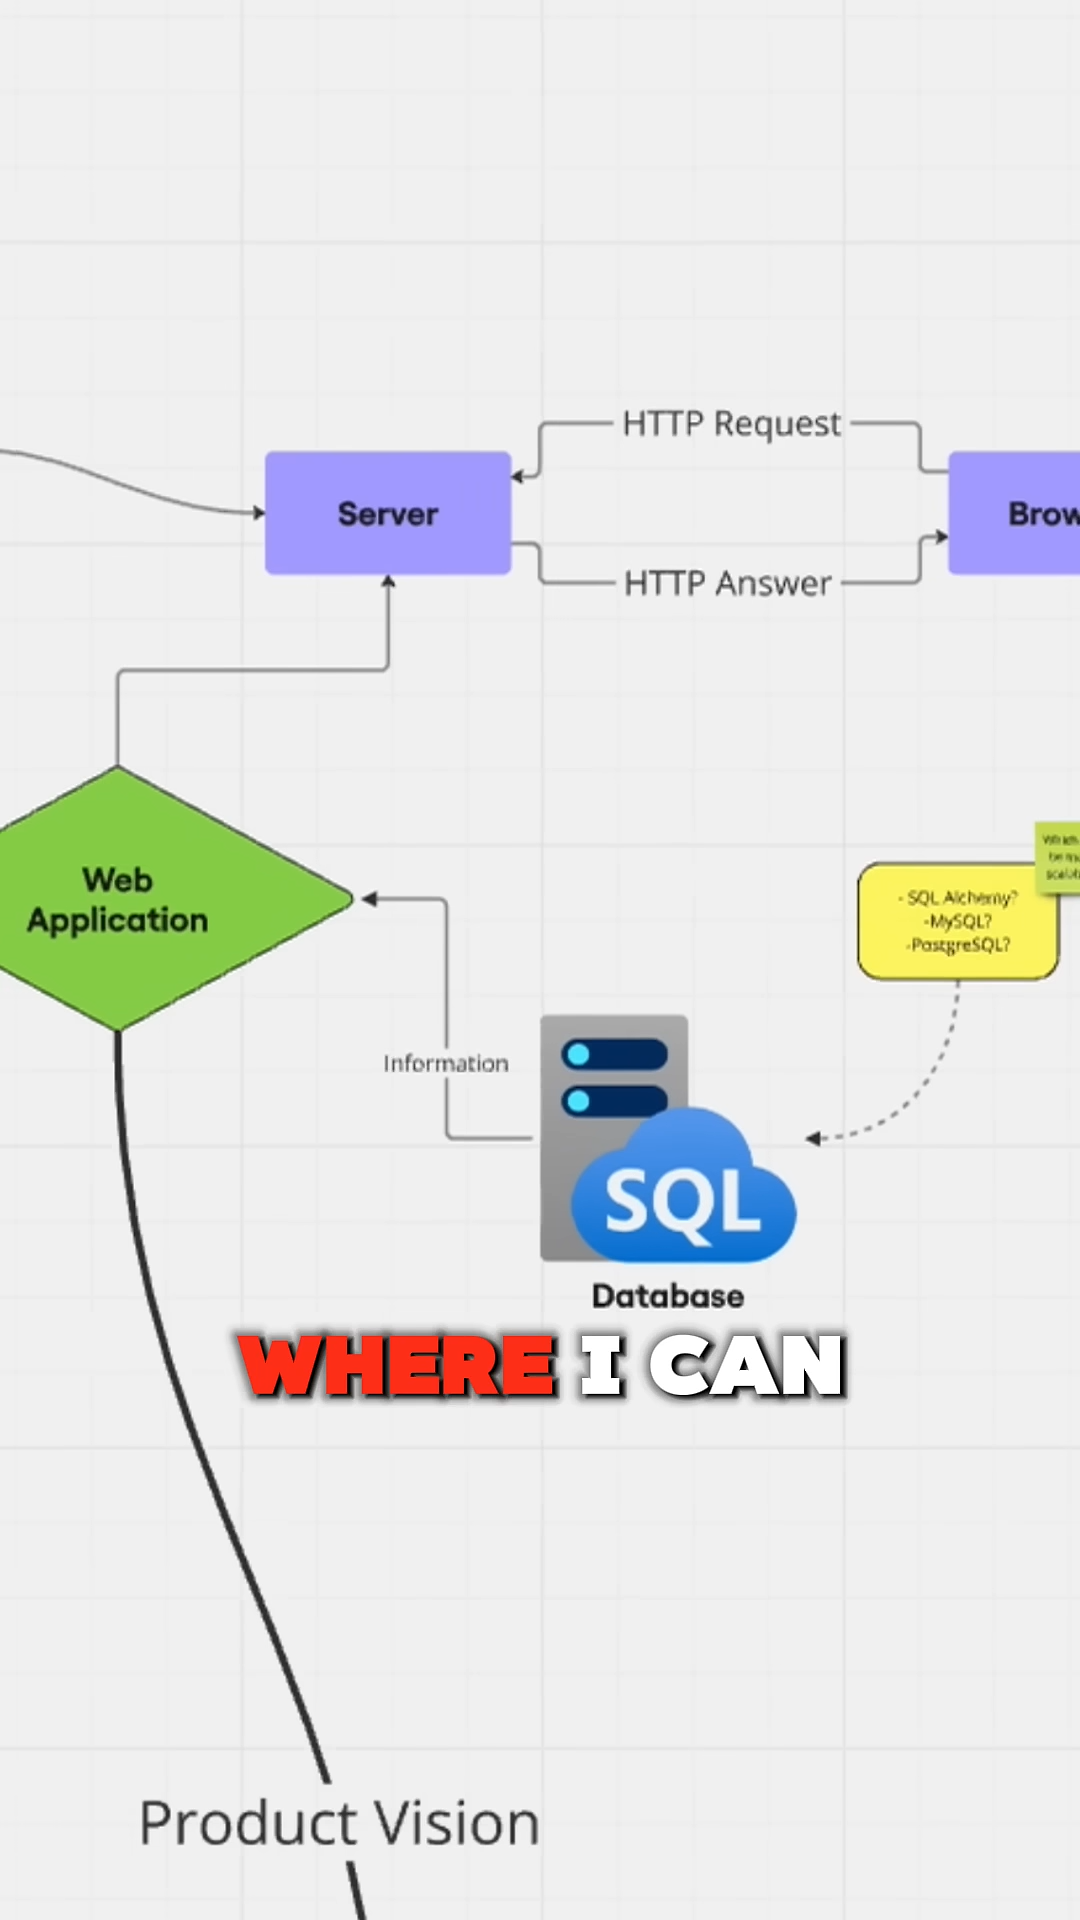 HTTP Request
Server
Brow
HTTP Answer
Web
Application
- SQL Alchemy?
-MySQL?
-PostgreSQL?
Information
SQL
Database
WHERE I CAN
Product Vision